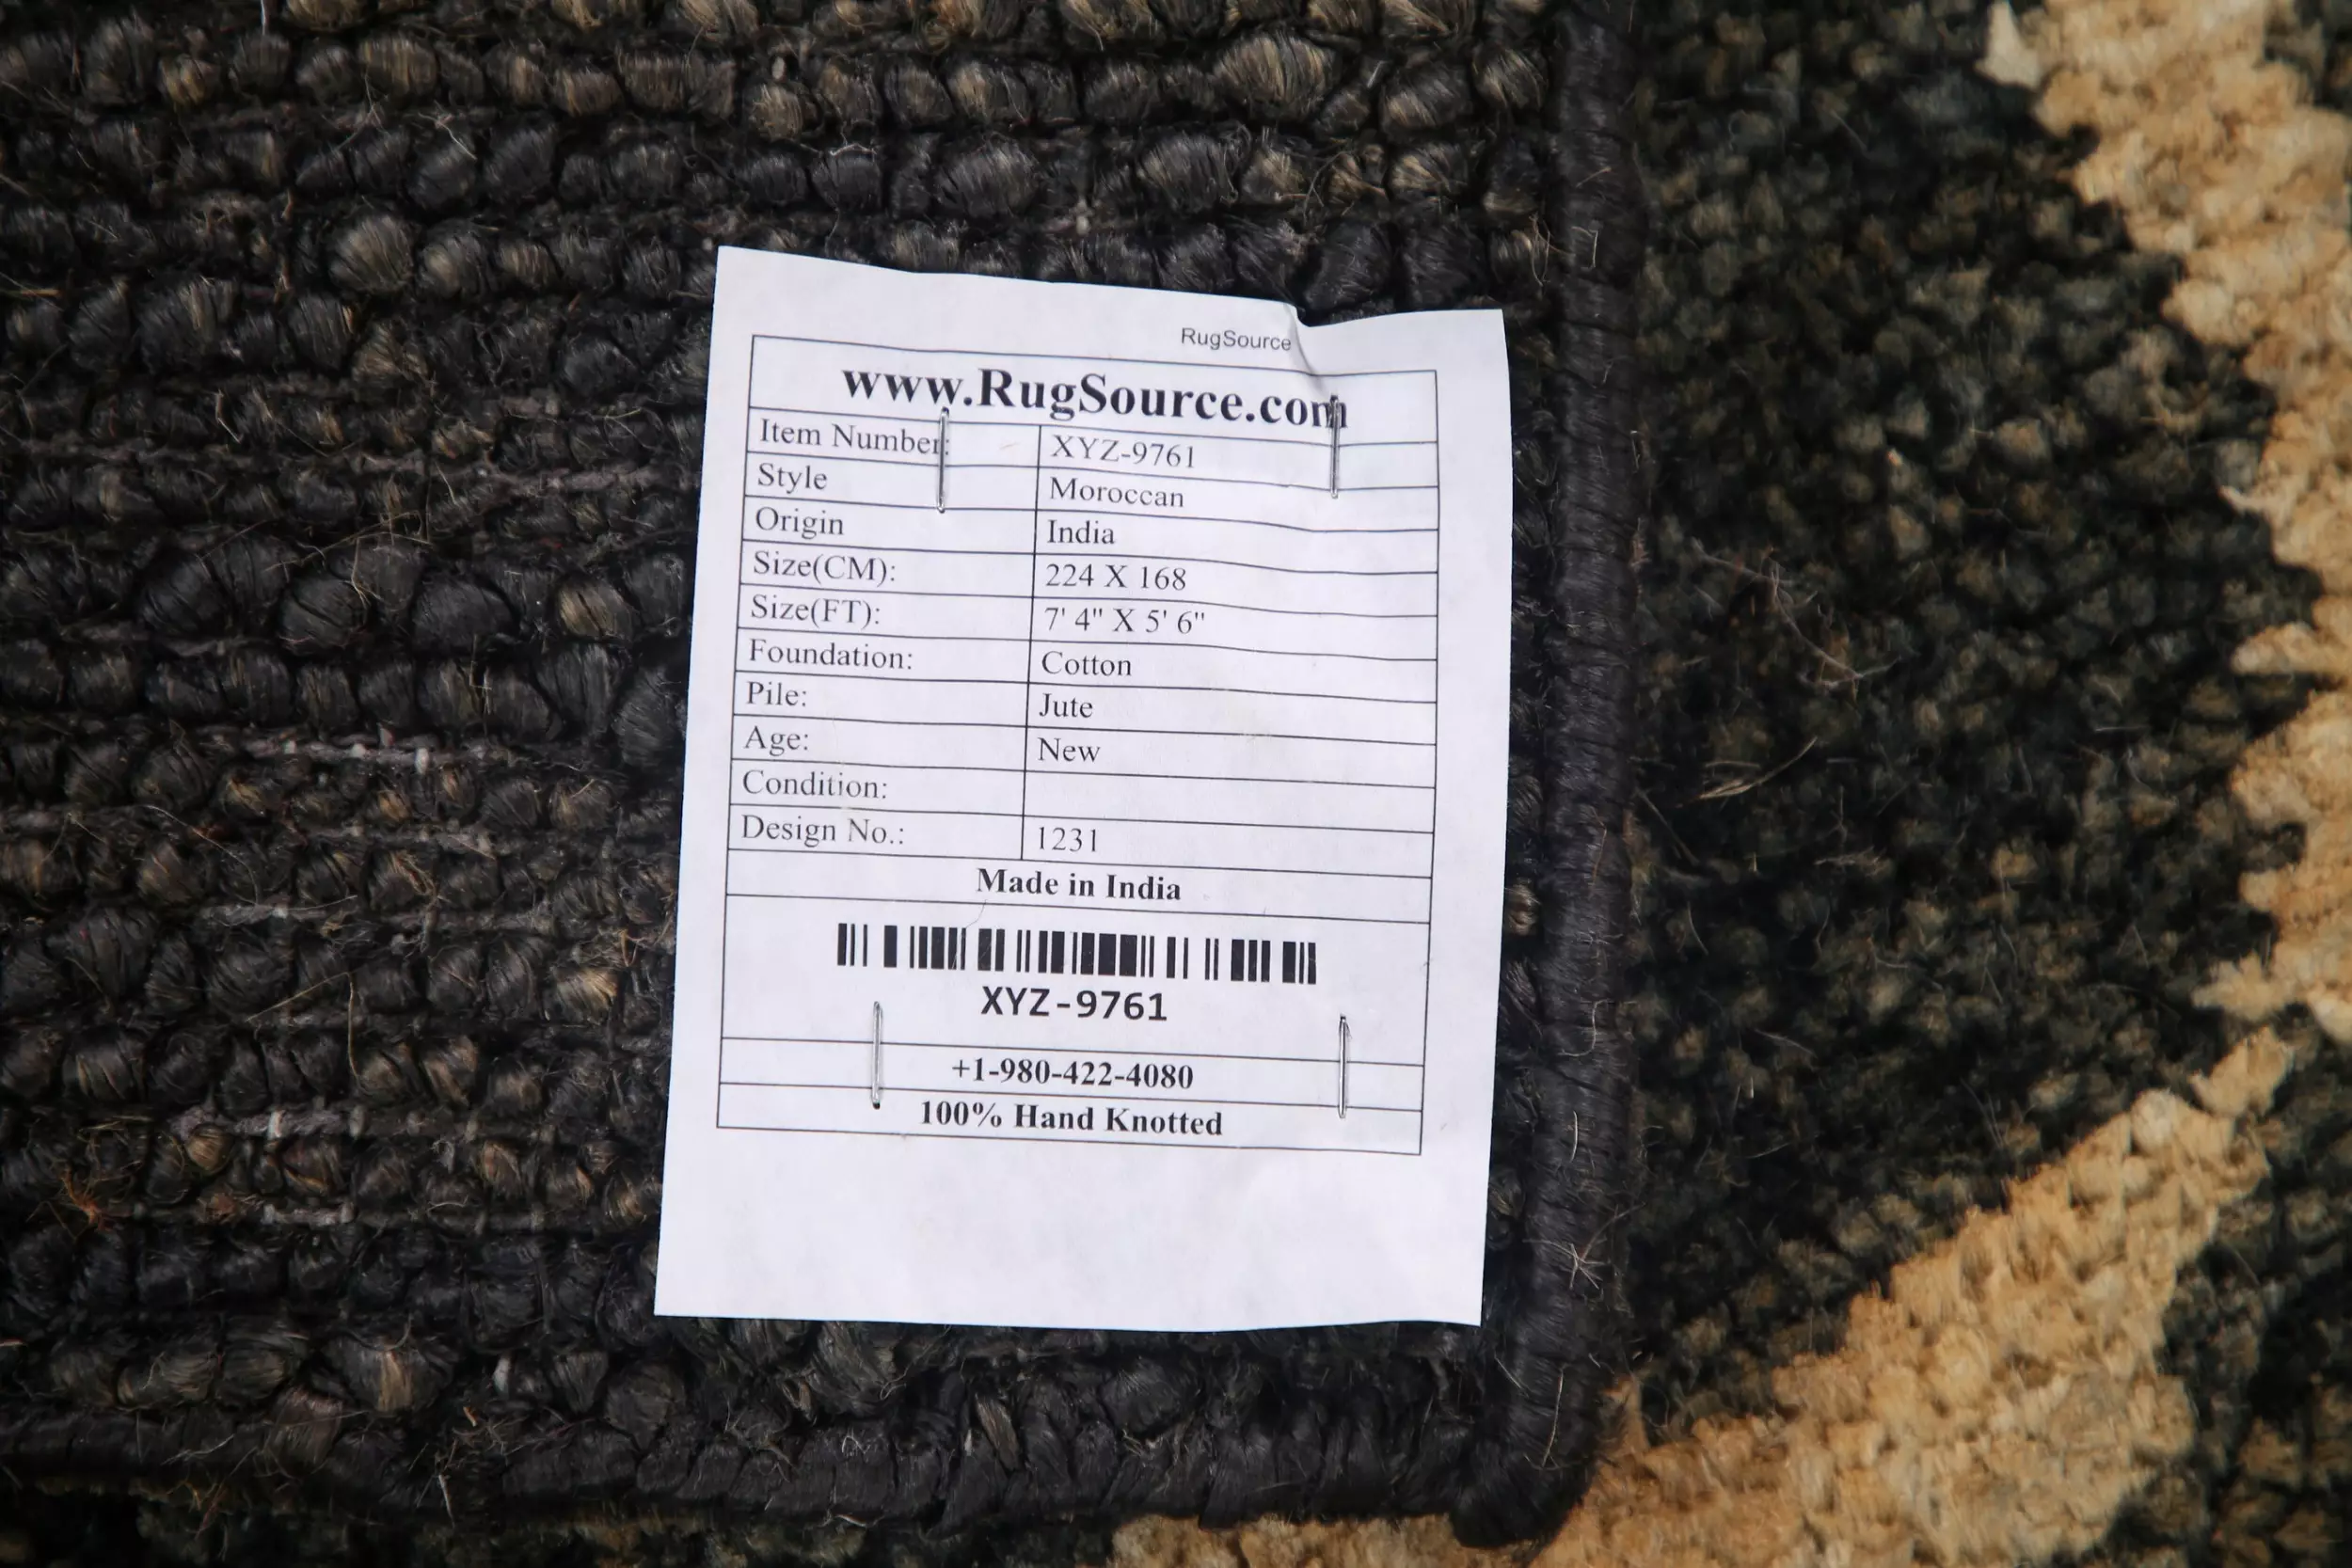 RugSource
www.RugSource.com
Item Number: XYZ-9761
Style Moroccan
Origin India
Size(CM): 224 X 168
Size(FT): 7' 4" X 5' 6"
Foundation: Cotton
Pile: Jute
Age: New
Condition:
Design No.: 1231
Made in India
XYZ-9761
+1-980-422-4080
100% Hand Knotted